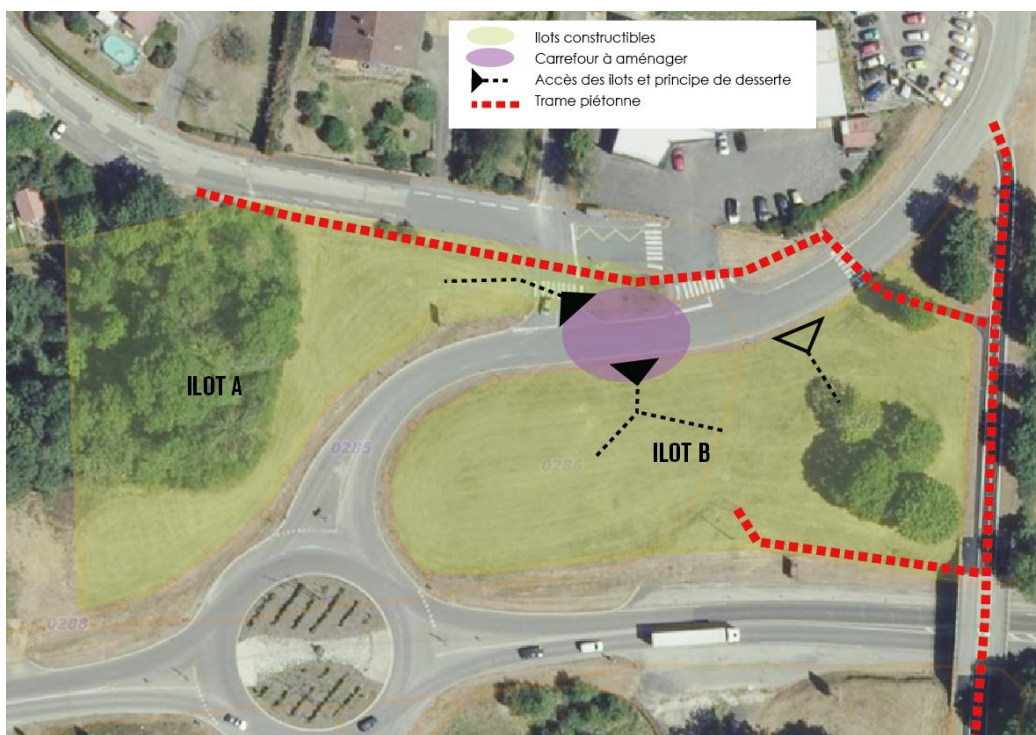 Ilots constructibles
Carrefour à aménager
Accès des ilots et principe de desserte
Trame piétonne
ILOT A
0285
ILOT B
0286
0288